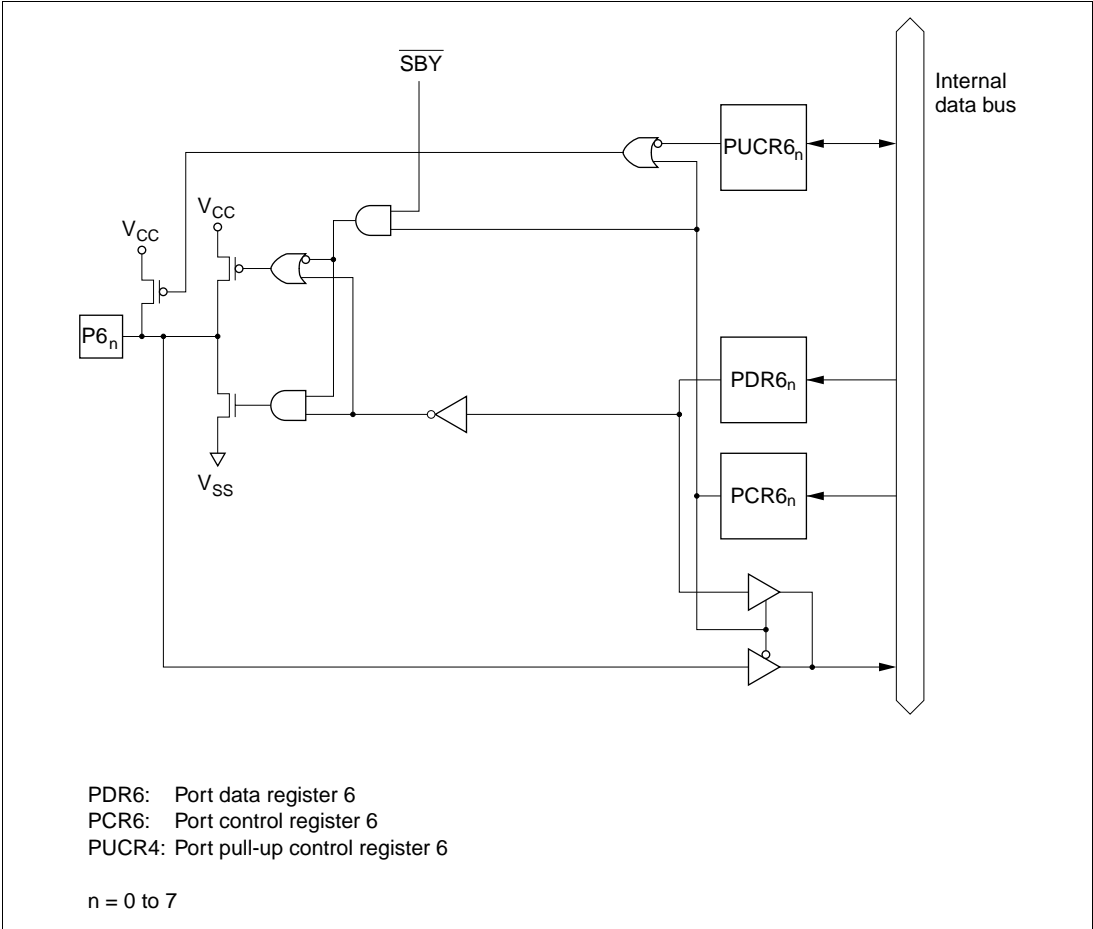 SBY
Internal
data bus
PUCR6n
VCC
VCC
P6n
PDR6n
VSS
PCR6n
PDR6: Port data register 6
PCR6: Port control register 6
PUCR4: Port pull-up control register 6
n = 0 to 7